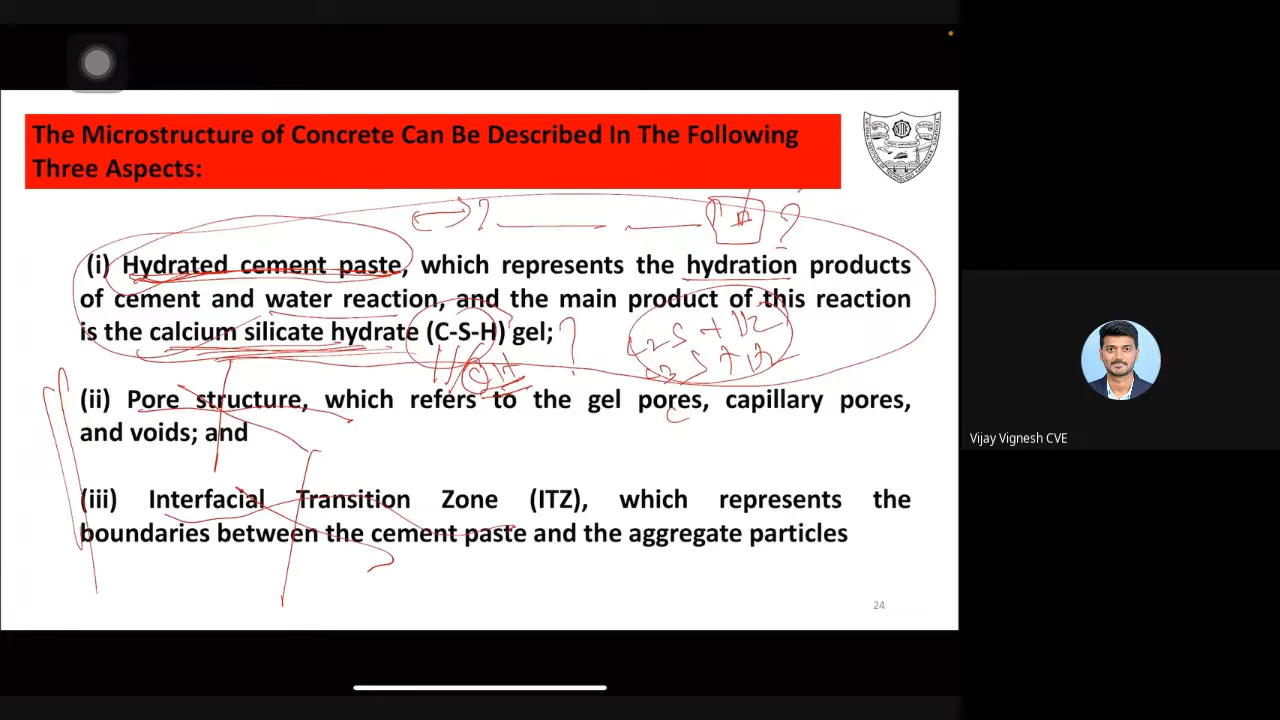 The Microstructure of Concrete Can Be Described In The Following
Three Aspects:
?
?
(i) Hydrated cement paste, which represents the hydration products
of cement and water reaction, and the main product of this reaction
is the calcium silicate hydrate (C-S-H) gel;
?
(ii) Pore structure, which refers to the gel pores, capillary pores,
and voids; and
(iii) Interfacial Transition Zone (ITZ), which represents the
boundaries between the cement paste and the aggregate particles
24
Vijay Vignesh CVE